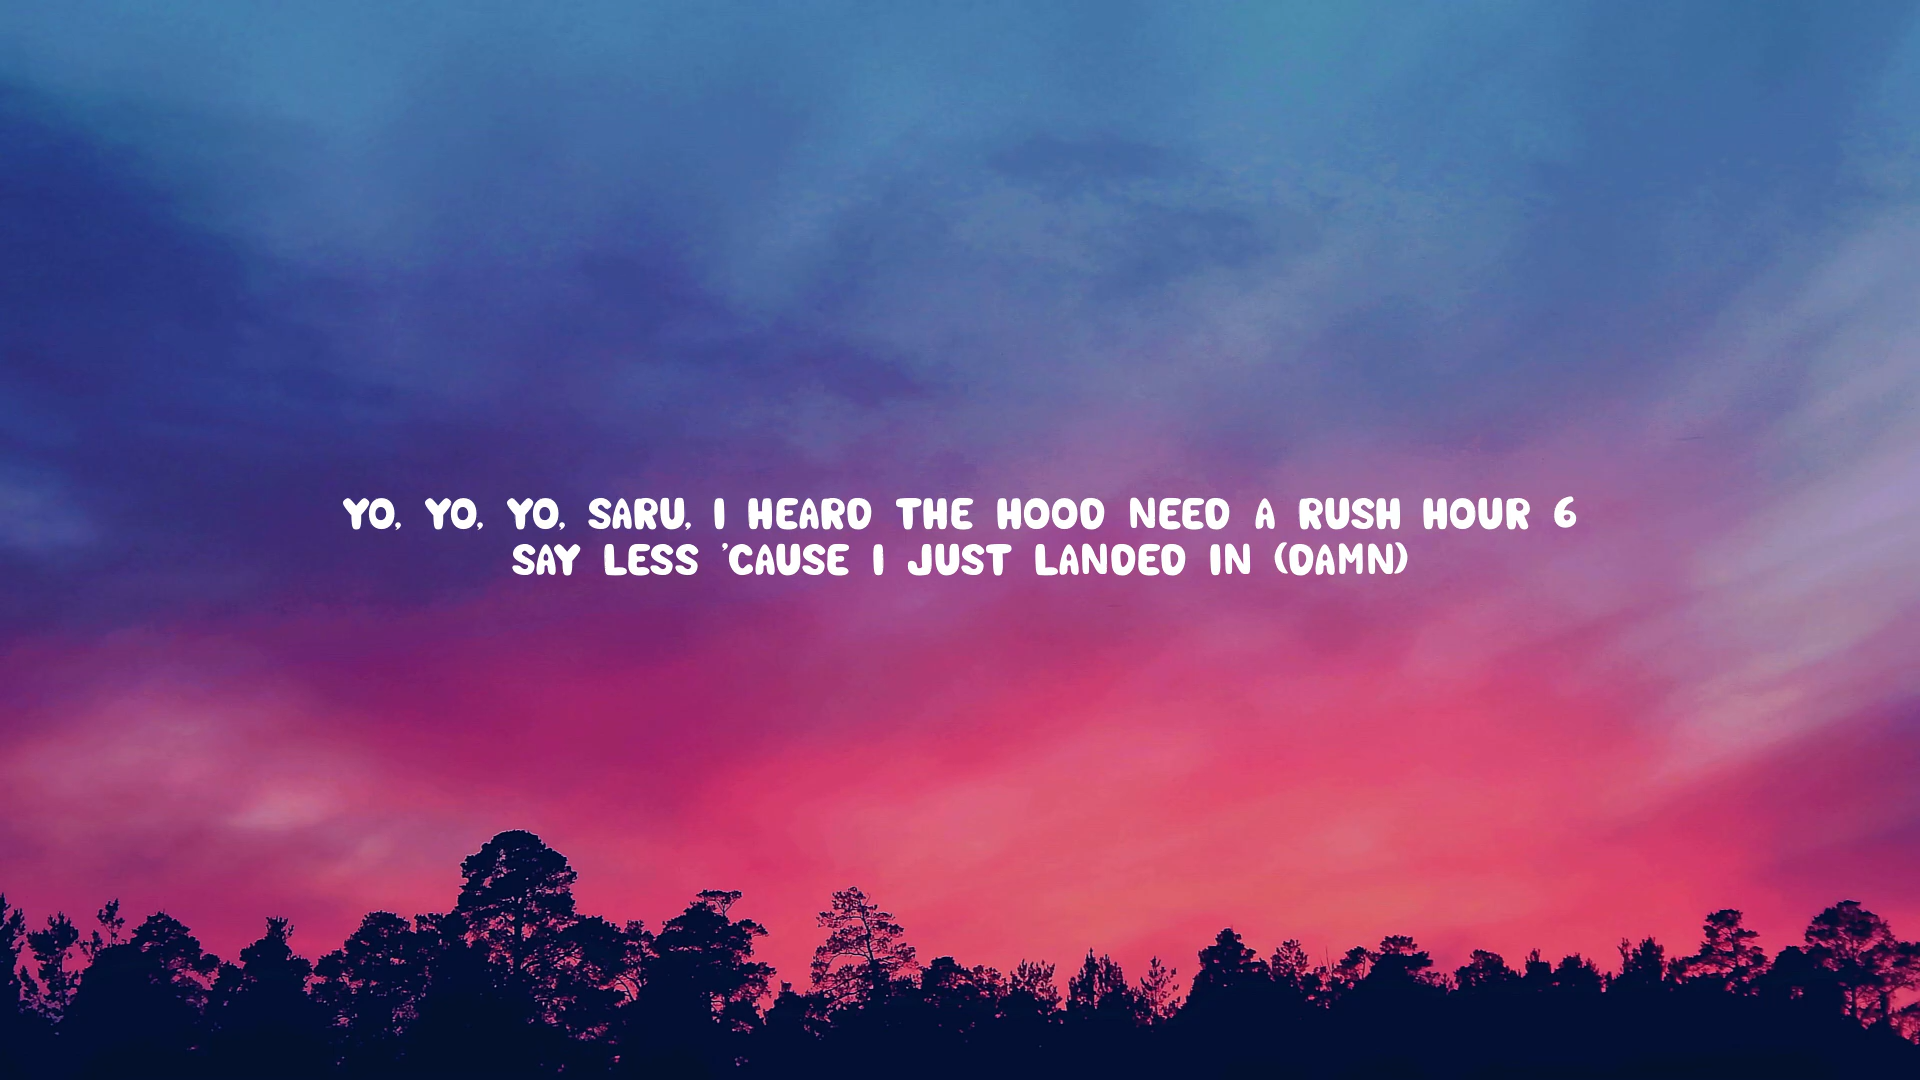 YO, YO, YO, SARU, I HEARD THE HOOD NEED A RUSH HOUR 6
SAY LESS 'CAUSE I JUST LANDED IN (DAMN)